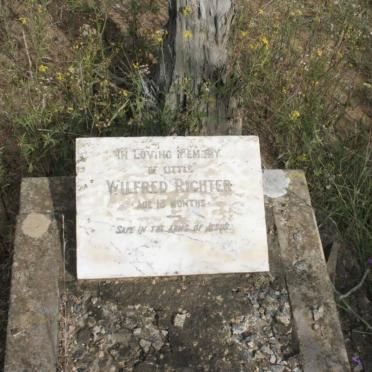 IN LOVING MEMORY
OF LITTLE
WILFRED RICHTER
AGE 18 MONTHS
"SAFE IN THE ARMS OF JESUS"